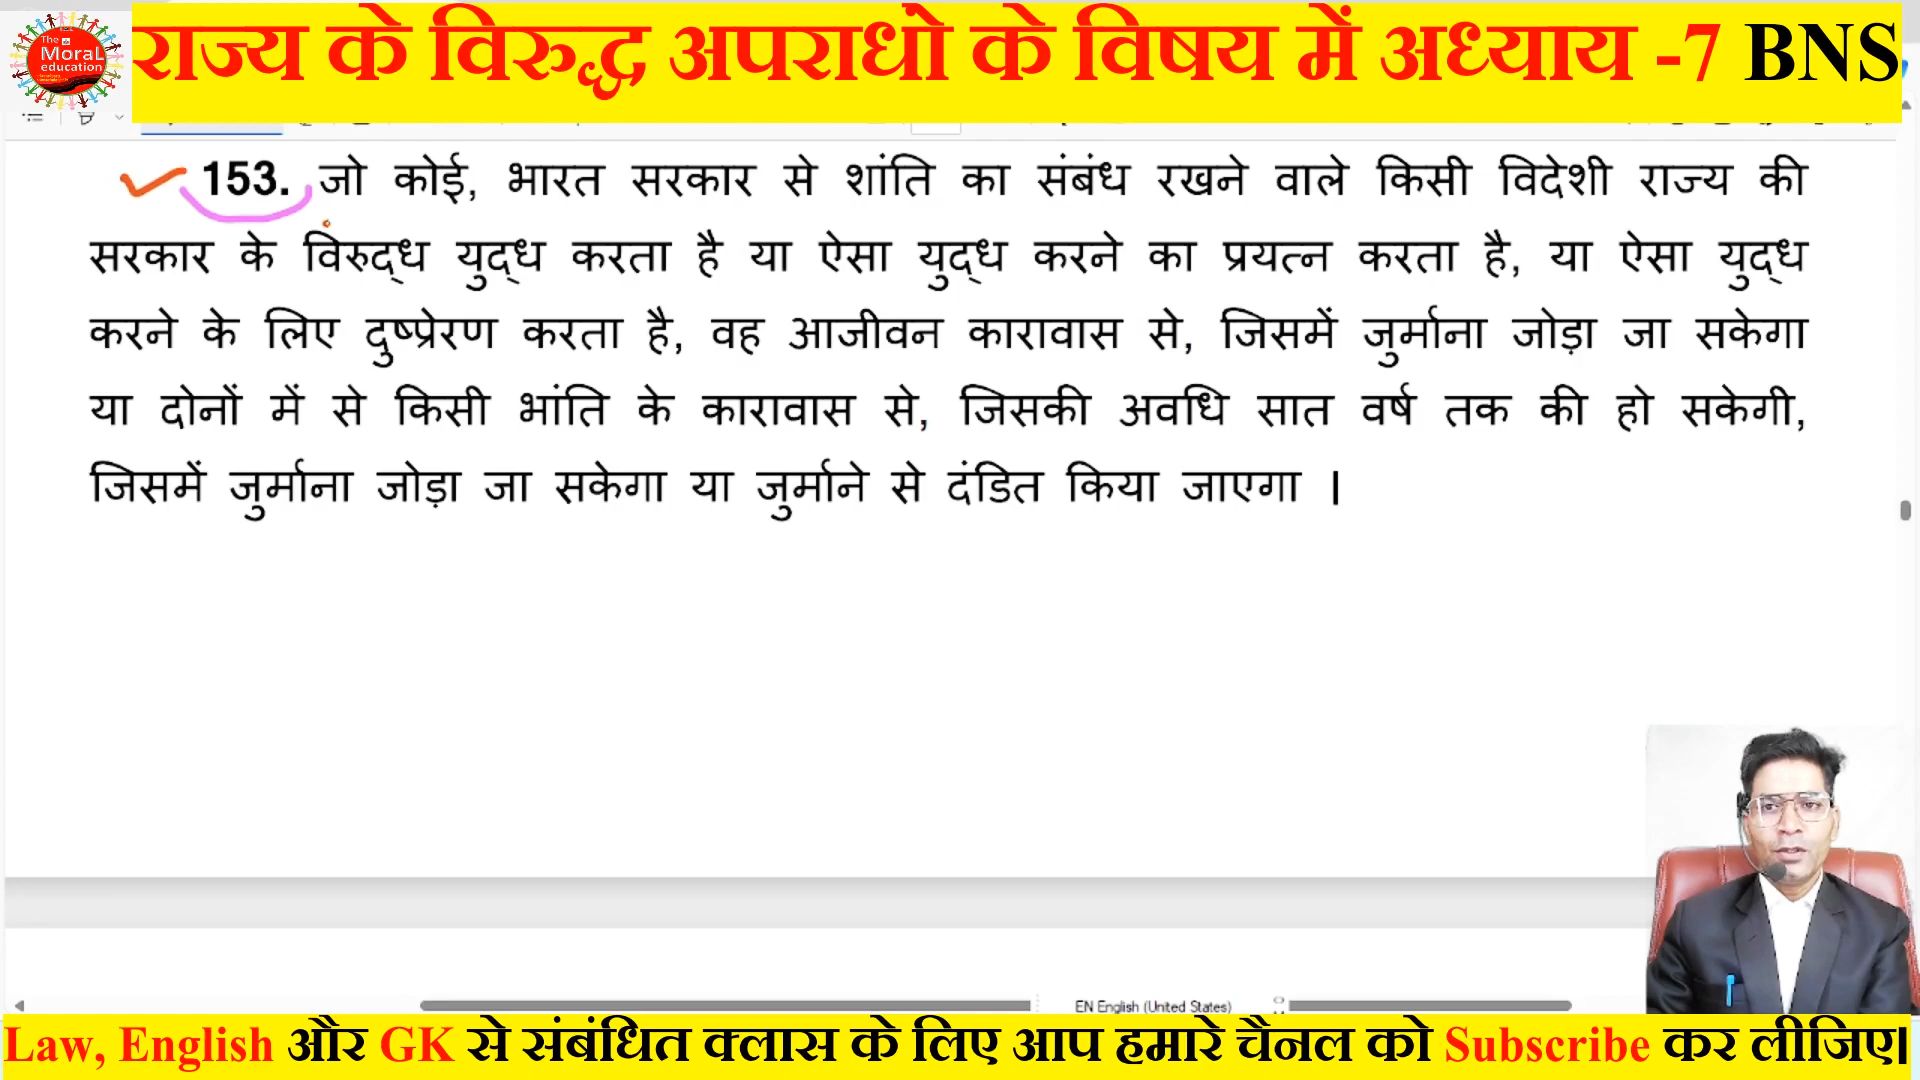 The
Moral
education
राज्य के विरुद्ध अपराधों के विषय में अध्याय -7 BNS
153. जो कोई, भारत सरकार से शांति का संबंध रखने वाले किसी विदेशी राज्य की
सरकार के विरुद्ध युद्ध करता है या ऐसा युद्ध करने का प्रयत्न करता है, या ऐसा युद्ध
करने के लिए दुष्प्रेरण करता है, वह आजीवन कारावास से, जिसमें जुर्माना जोड़ा जा सकेगा
या दोनों में से किसी भांति के कारावास से, जिसकी अवधि सात वर्ष तक की हो सकेगी,
जिसमें जुर्माना जोड़ा जा सकेगा या जुर्माने से दंडित किया जाएगा ।
EN English (United States)
Law, English और GK से संबंधित क्लास के लिए आप हमारे चैनल को Subscribe कर लीजिए।